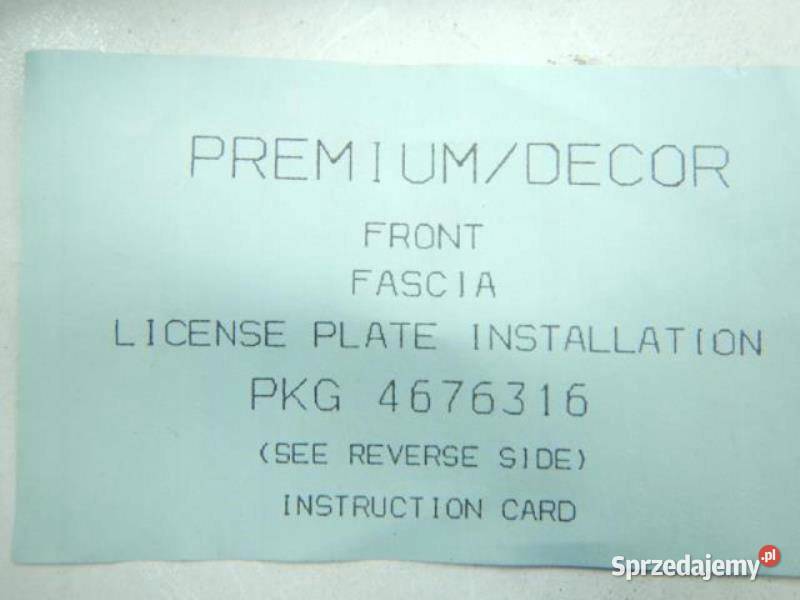 PREMIUM/DECOR
FRONT
FASCIA
LICENSE PLATE INSTALLATION
PKG 4676316
(SEE REVERSE SIDE)
INSTRUCTION CARD
Sprzedajemy.pl